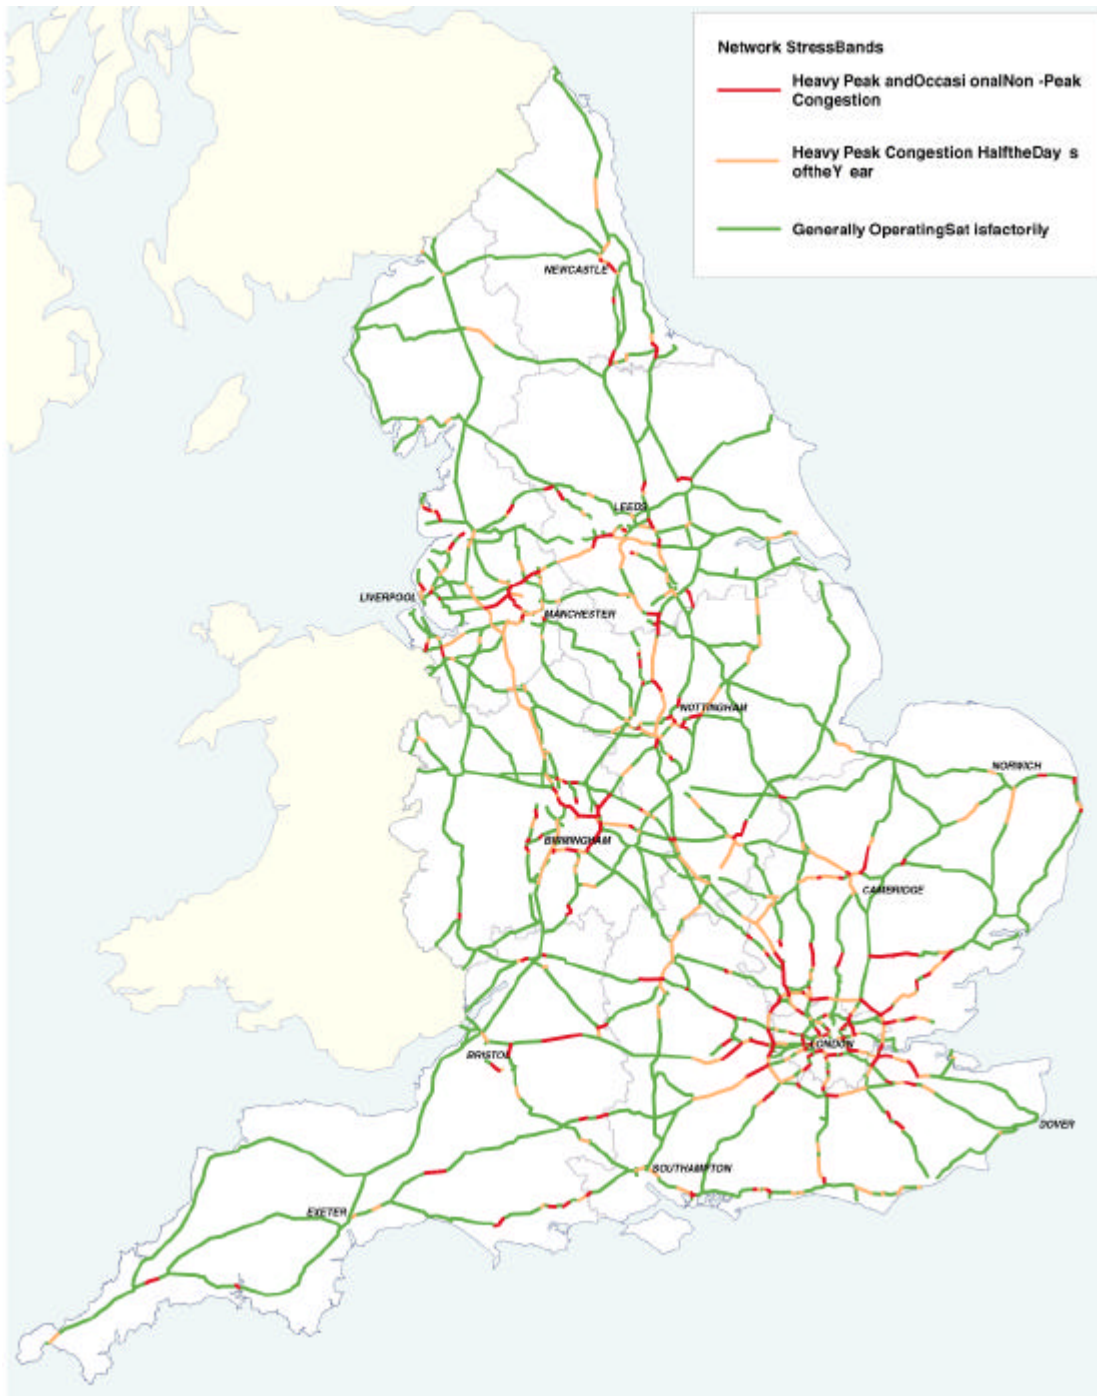 Network StressBands
Heavy Peak andOccasi onalNon -Peak
Congestion
Heavy Peak Congestion HalftheDay s
oftheY ear
Generally OperatingSat isfactorily
NEWCASTLE
LEEDS
LIVERPOOL
MANCHESTER
NOTTINGHAM
NORWICH
BIRMINGHAM
CAMBRIDGE
LONDON
BRISTOL
DOVER
SOUTHAMPTON
EXETER